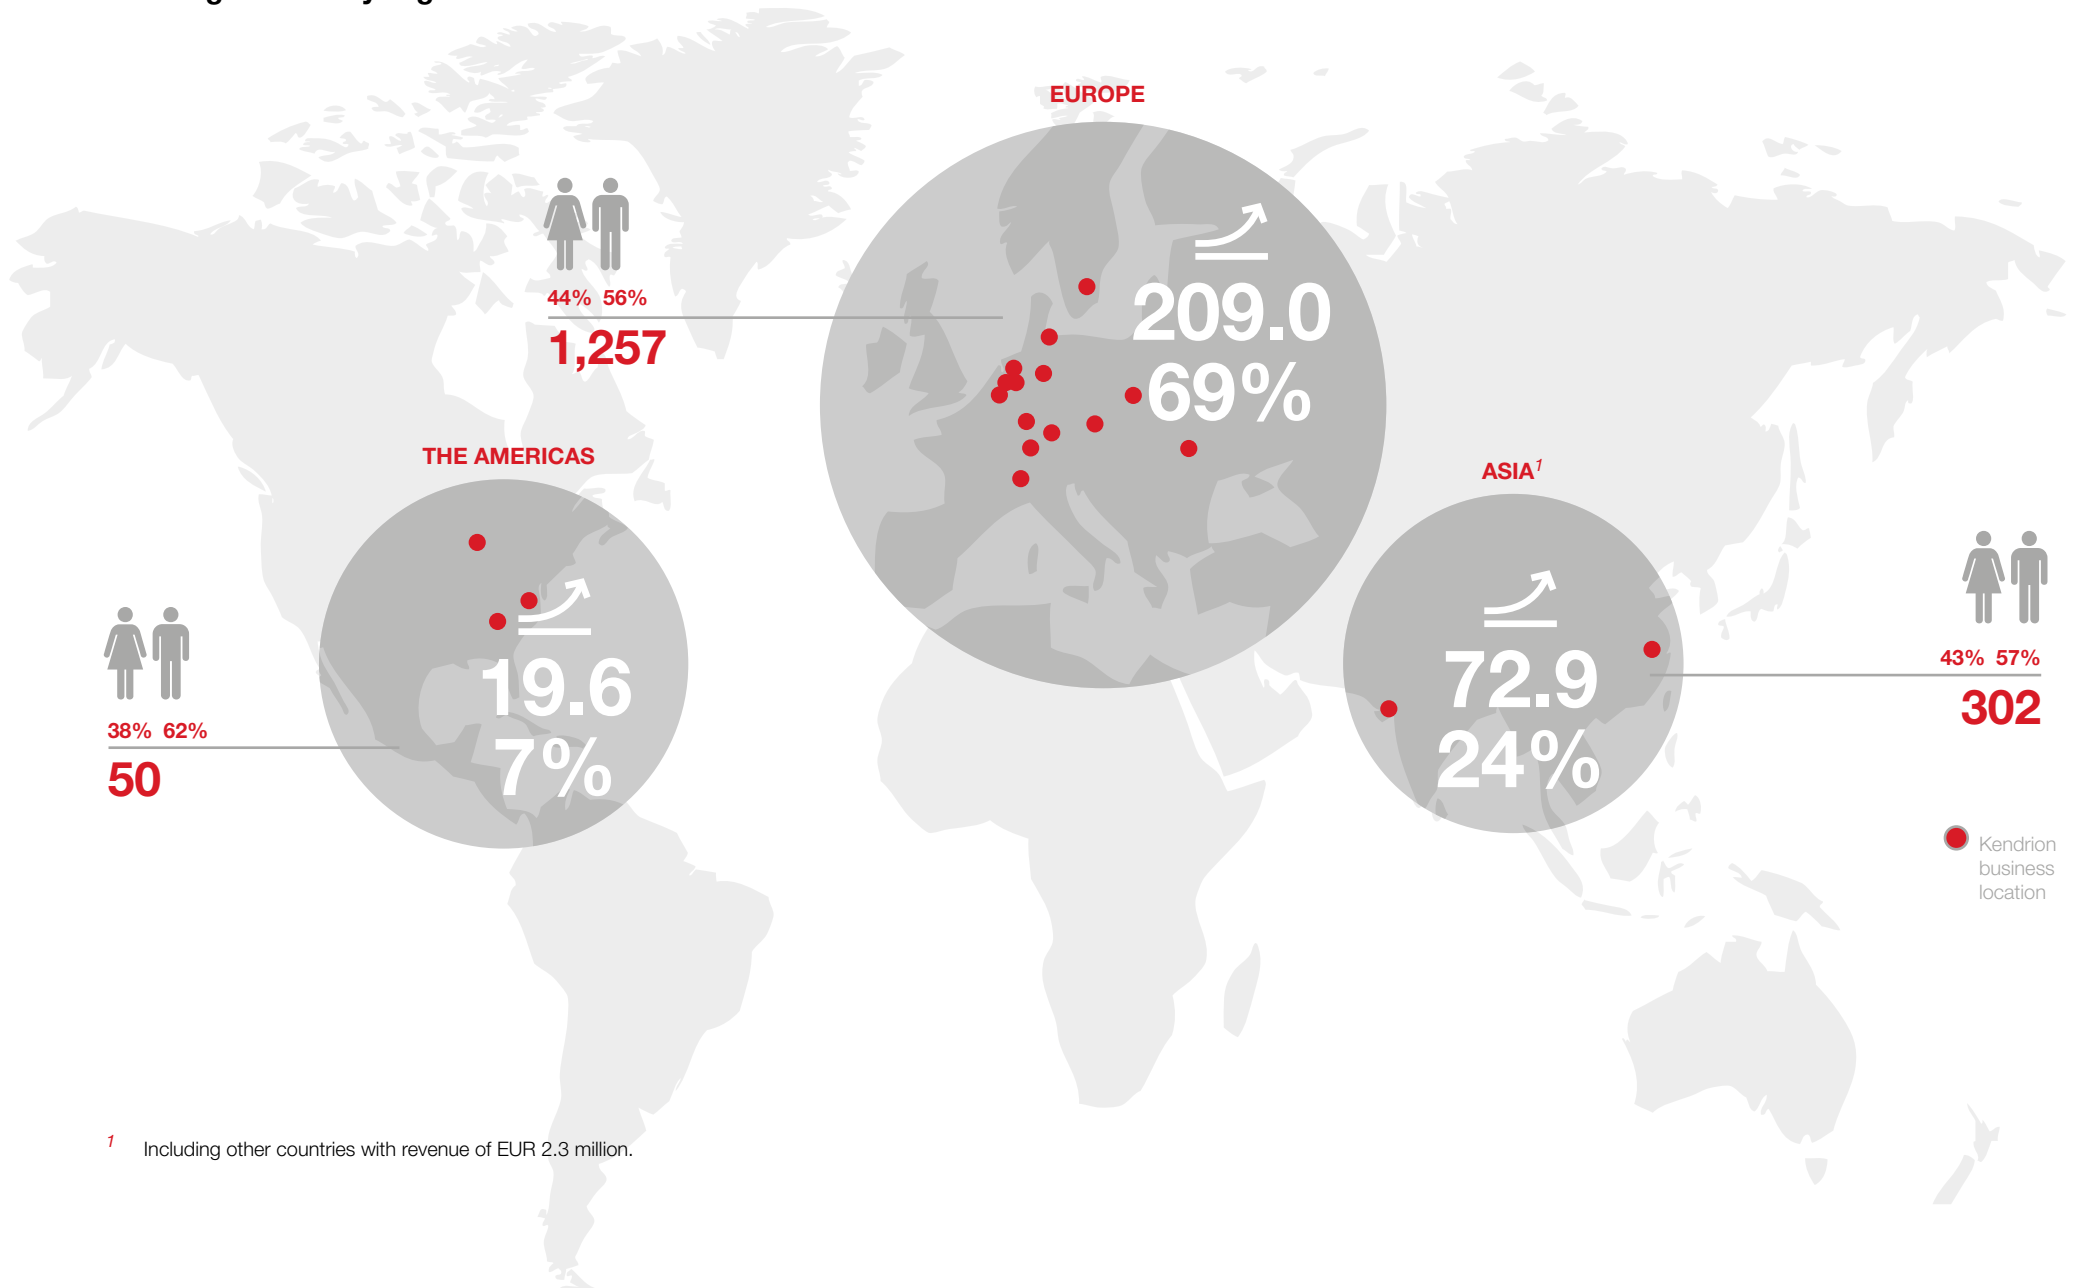 EUROPE
44% 56%
1,257
209.0
69%
THE AMERICAS
19.6
7%
38% 62%
50
ASIA1
72.9
24%
43% 57%
302
Kendrion
business
location
1 Including other countries with revenue of EUR 2.3 million.